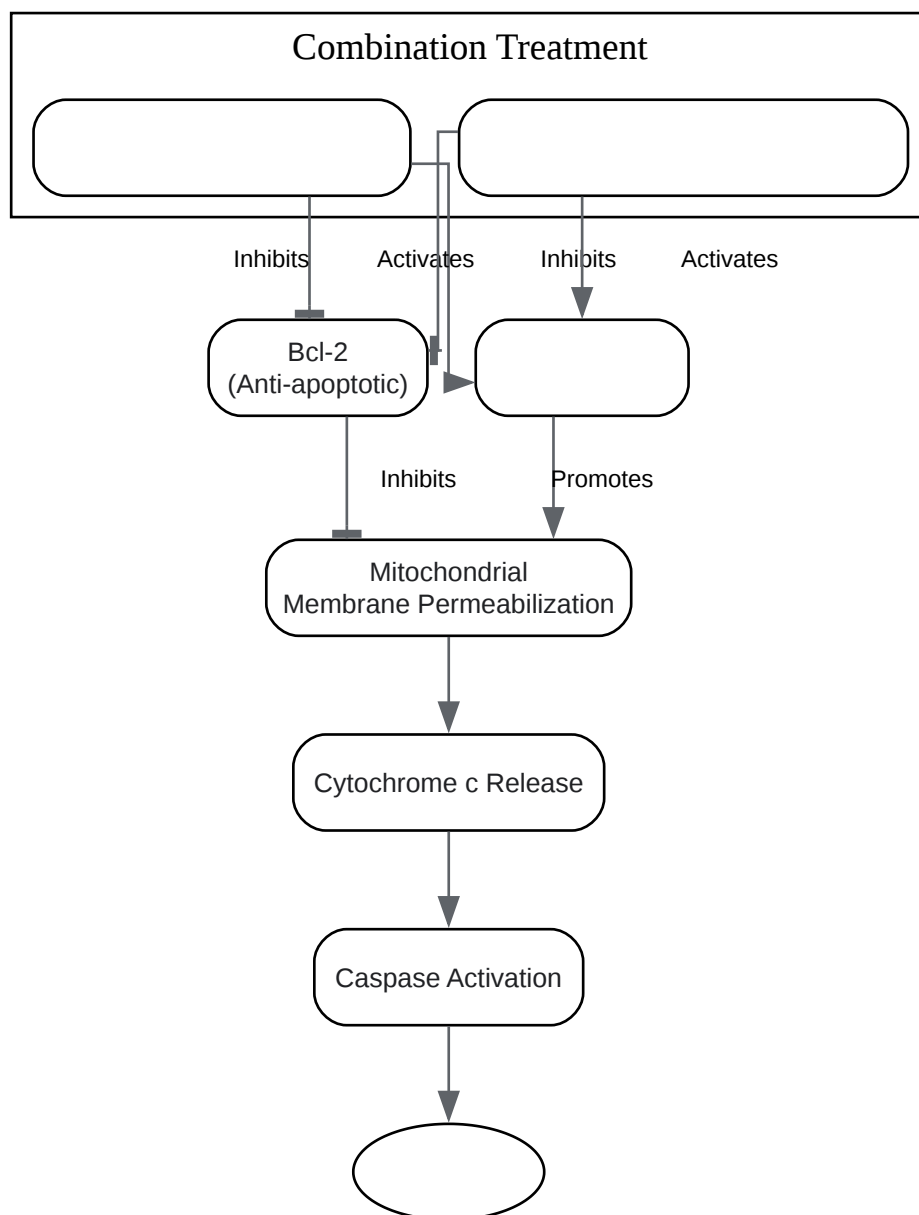 Combination Treatment
Inhibits Activates Inhibits Activates
Bcl-2
(Anti-apoptotic)
Inhibits Promotes
Mitochondrial
Membrane Permeabilization
Cytochrome c Release
Caspase Activation